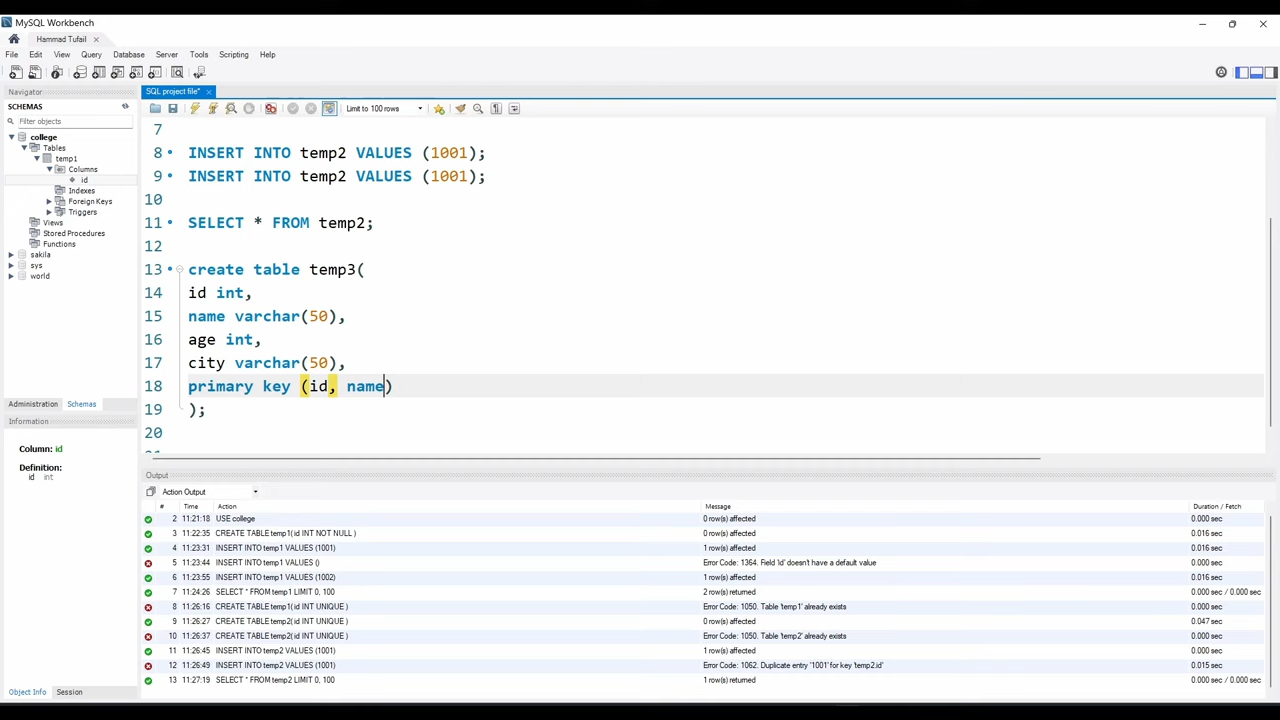 MySQL Workbench
Hammad Tufail
File Edit View Query Database Server Tools Scripting Help
Navigator
SCHEMAS
Filter objects
college
Tables
temp1
Columns
id
Indexes
Foreign Keys
Triggers
Views
Stored Procedures
Functions
sakila
sys
world
Administration Schemas
Information
Column: id
Definition:
id int
Object Info Session
SQL project file*
Limit to 100 rows
7
8 INSERT INTO temp2 VALUES (1001);
9 INSERT INTO temp2 VALUES (1001);
10
11 SELECT * FROM temp2;
12
13 create table temp3(
14 id int,
15 name varchar(50),
16 age int,
17 city varchar(50),
18 primary key (id, name)
19 );
20
Output
Action Output
# Time Action Message Duration / Fetch
2 11:21:18 USE college 0 row(s) affected 0.000 sec
3 11:22:35 CREATE TABLE temp1( id INT NOT NULL ) 0 row(s) affected 0.016 sec
4 11:23:31 INSERT INTO temp1 VALUES (1001) 1 row(s) affected 0.016 sec
5 11:23:44 INSERT INTO temp1 VALUES () Error Code: 1364. Field 'id' doesn't have a default value 0.000 sec
6 11:23:55 INSERT INTO temp1 VALUES (1002) 1 row(s) affected 0.016 sec
7 11:24:26 SELECT * FROM temp1 LIMIT 0, 100 2 row(s) returned 0.000 sec / 0.000 sec
8 11:26:16 CREATE TABLE temp1( id INT UNIQUE ) Error Code: 1050. Table 'temp1' already exists 0.000 sec
9 11:26:27 CREATE TABLE temp2( id INT UNIQUE ) 0 row(s) affected 0.047 sec
10 11:26:37 CREATE TABLE temp2( id INT UNIQUE ) Error Code: 1050. Table 'temp2' already exists 0.000 sec
11 11:26:45 INSERT INTO temp2 VALUES (1001) 1 row(s) affected 0.000 sec
12 11:26:49 INSERT INTO temp2 VALUES (1001) Error Code: 1062. Duplicate entry '1001' for key 'temp2.id' 0.015 sec
13 11:27:19 SELECT * FROM temp2 LIMIT 0, 100 1 row(s) returned 0.000 sec / 0.000 sec